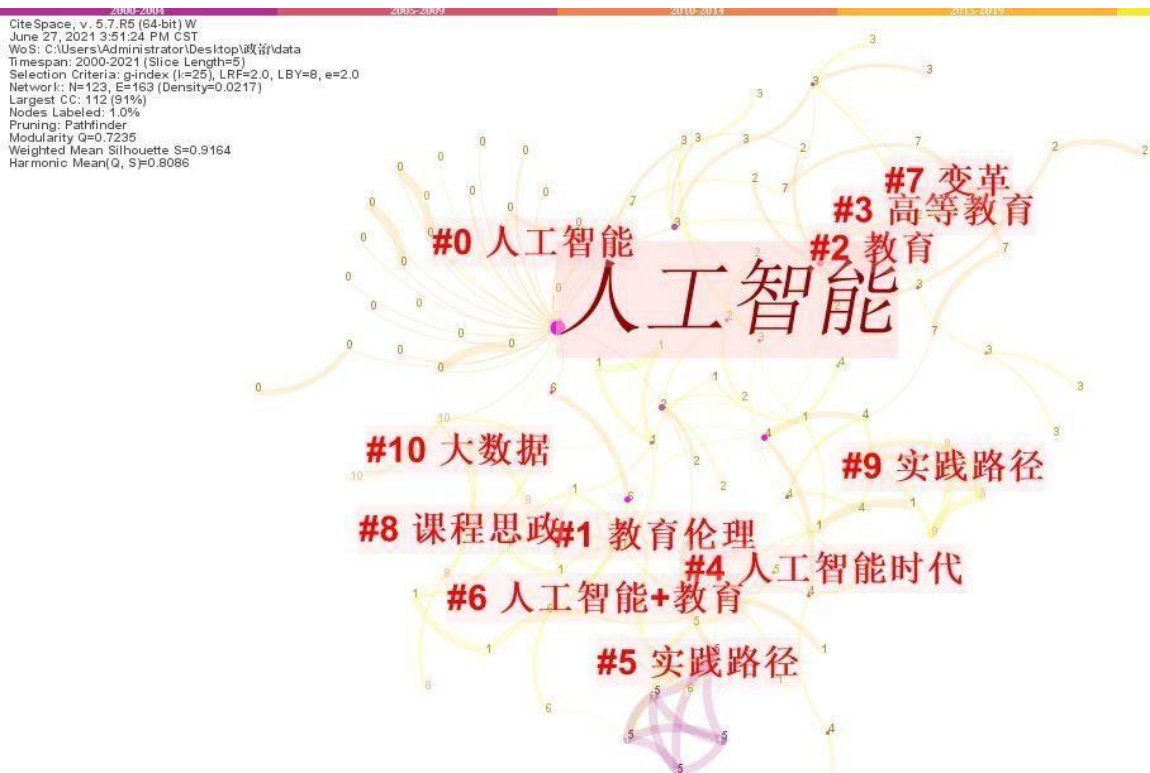 2000-2004 2005-2009 2010-2014 2015-2019
CiteSpace, v. 5.7.R5 (64-bit) W
June 27, 2021 3:51:24 PM CST
WoS: C:\Users\Administrator\Desktop\政治\data
Timespan: 2000-2021 (Slice Length=5)
Selection Criteria: g-index (k=25), LRF=2.0, LBY=8, e=2.0
Network: N=123, E=163 (Density=0.0217)
Largest CC: 112 (91%)
Nodes Labeled: 1.0%
Pruning: Pathfinder
Modularity Q=0.7235
Weighted Mean Silhouette S=0.9164
Harmonic Mean(Q, S)=0.8086
#7 变革
#3 高等教育
#0 人工智能
#2 教育
人工智能
#10 大数据
#9 实践路径
#8 课程思政
#1 教育伦理
#4 人工智能时代
#6 人工智能+教育
#5 实践路径